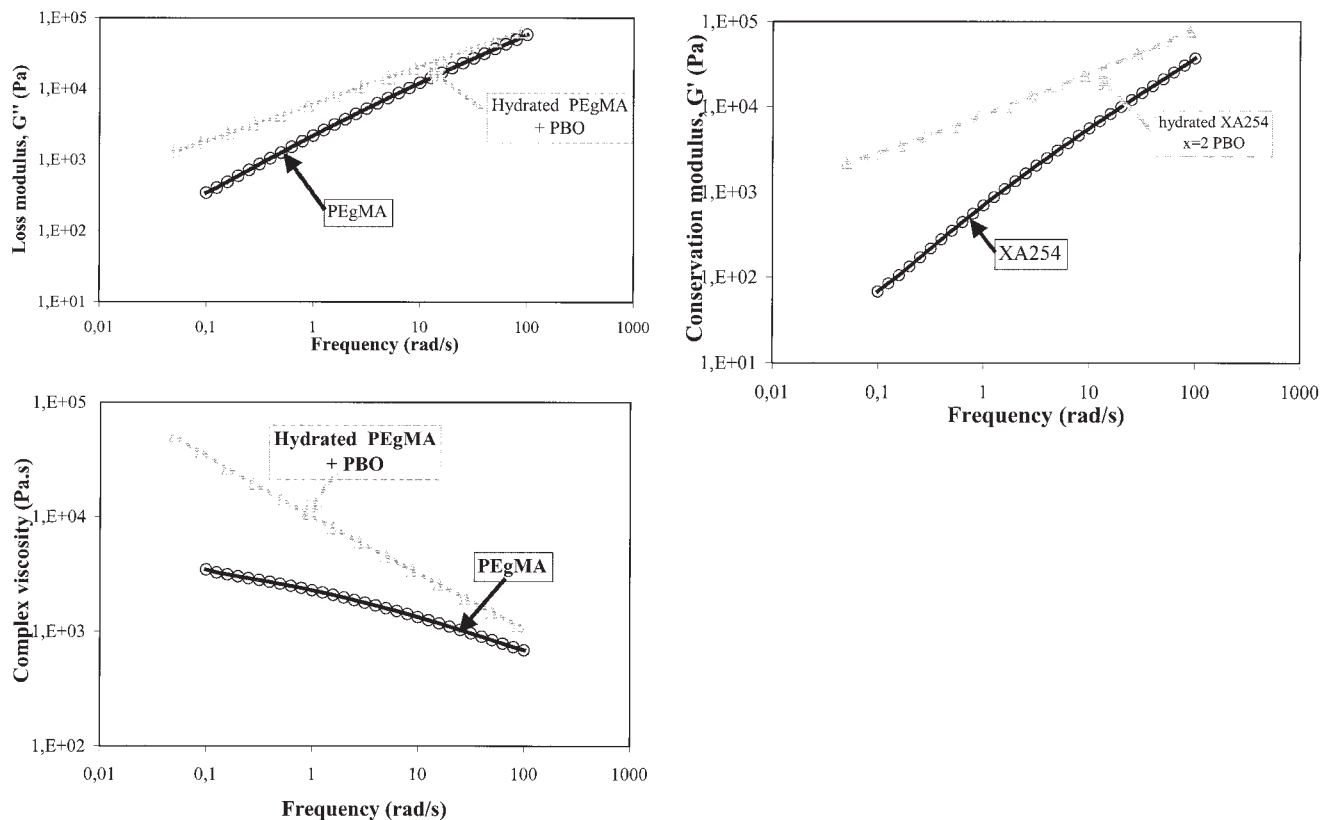 1,E+05
1,E+04
1,E+03
1,E+02
1,E+01
Loss modulus, G" (Pa)
Hydrated PEgMA
+ PBO
PEgMA
0,01 0,1 1 10 100 1000
Frequency (rad/s)
1,E+05
1,E+04
1,E+03
1,E+02
1,E+01
Conservation modulus, G' (Pa)
hydrated XA254
x=2 PBO
XA254
0,01 0,1 1 10 100 1000
Frequency (rad/s)
1,E+05
1,E+04
1,E+03
1,E+02
Complex viscosity (Pa.s)
Hydrated PEgMA
+ PBO
PEgMA
0,01 0,1 1 10 100 1000
Frequency (rad/s)